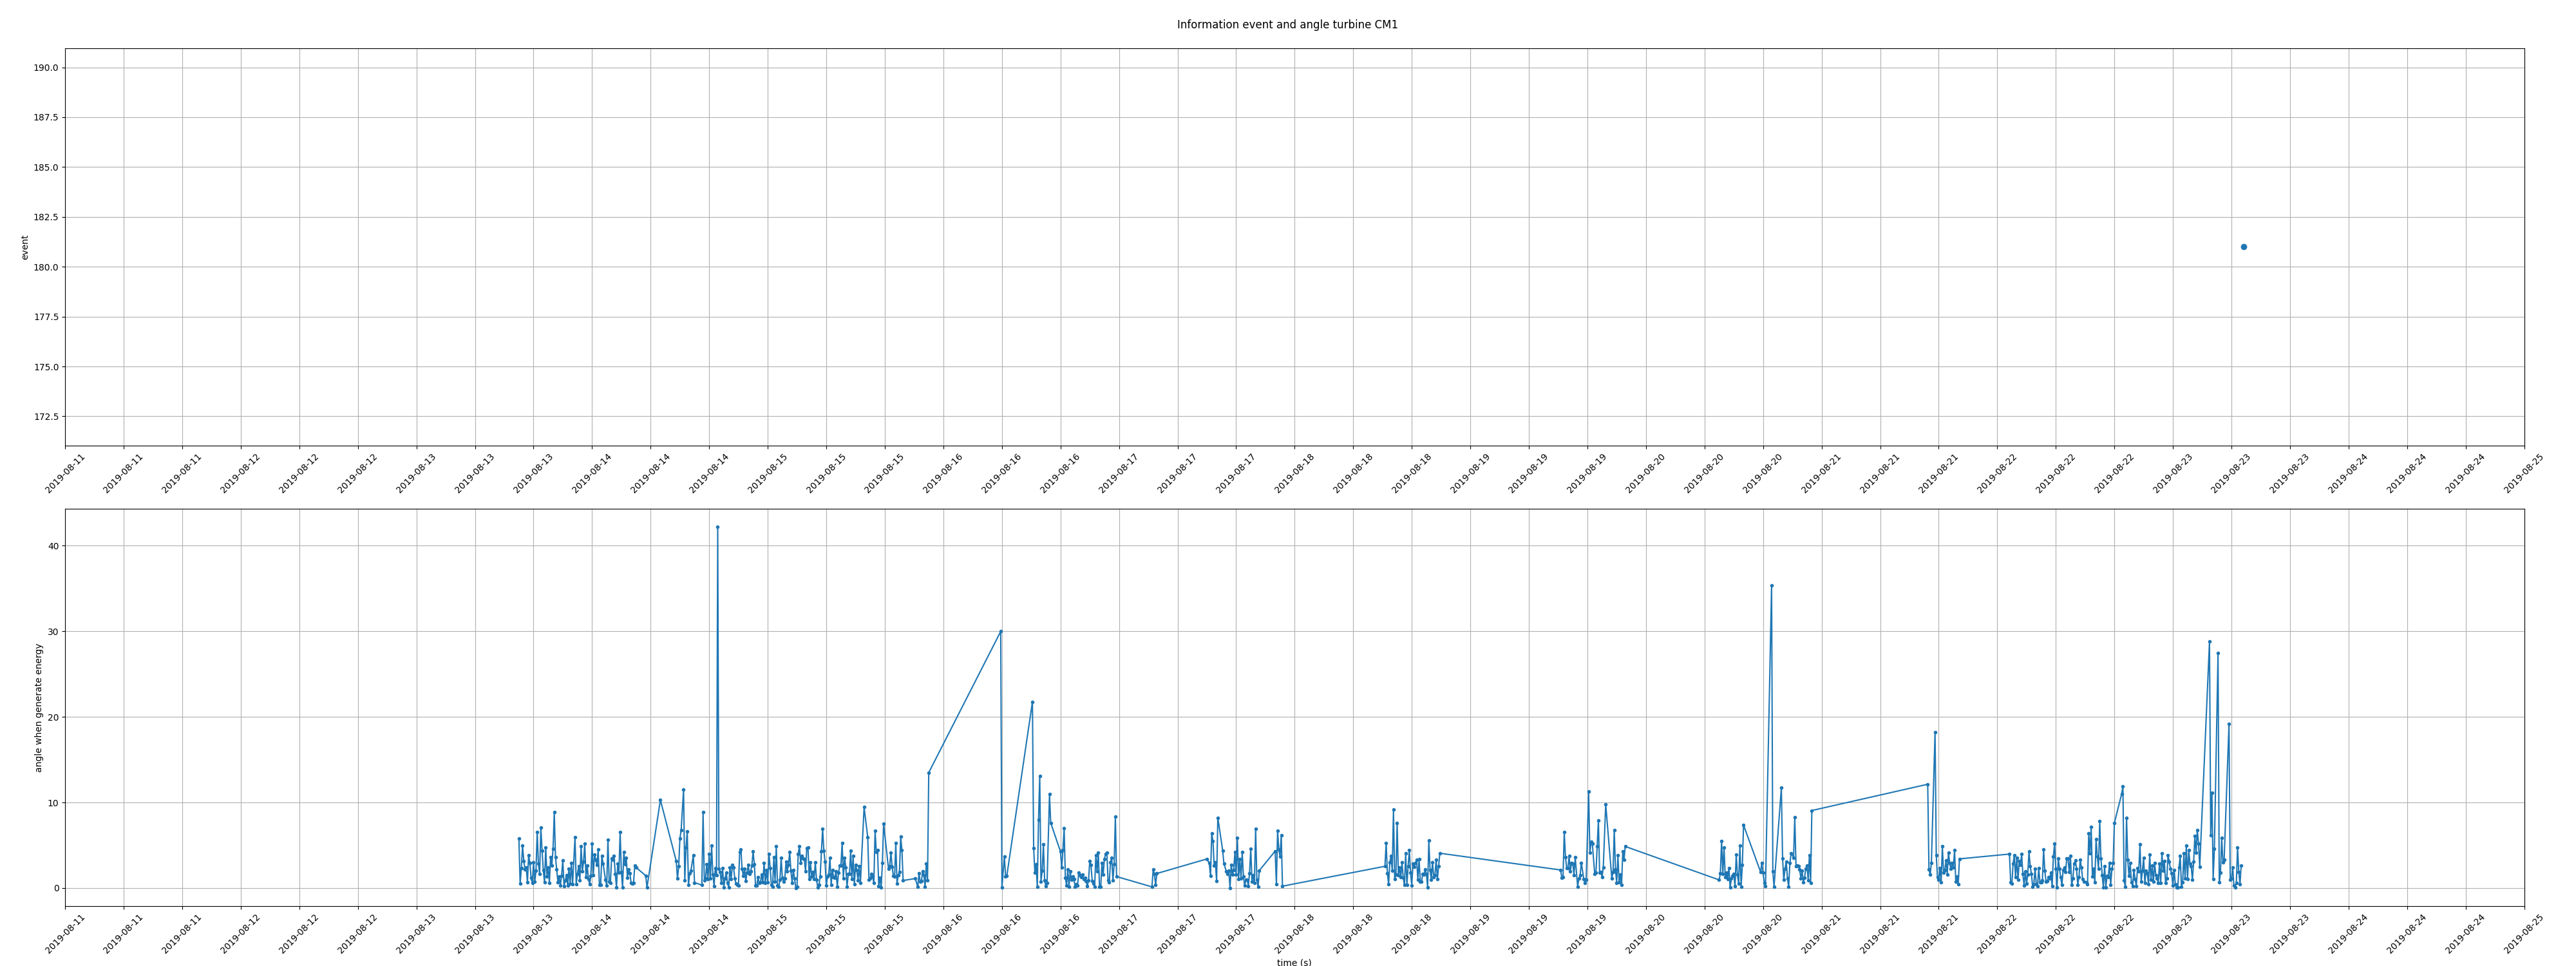 Information event and angle turbine CM1
190.0
187.5
185.0
182.5
180.0
177.5
175.0
172.5
event
2019-08-11 2019-08-11 2019-08-11 2019-08-12 2019-08-12 2019-08-12 2019-08-13 2019-08-13 2019-08-13 2019-08-14 2019-08-14 2019-08-14 2019-08-15 2019-08-15 2019-08-15 2019-08-16 2019-08-16 2019-08-16 2019-08-17 2019-08-17 2019-08-17 2019-08-18 2019-08-18 2019-08-18 2019-08-19 2019-08-19 2019-08-19 2019-08-20 2019-08-20 2019-08-20 2019-08-21 2019-08-21 2019-08-21 2019-08-22 2019-08-22 2019-08-22 2019-08-23 2019-08-23 2019-08-23 2019-08-24 2019-08-24 2019-08-24 2019-08-25
40
30
20
10
0
angle when generate energy
2019-08-11 2019-08-11 2019-08-11 2019-08-12 2019-08-12 2019-08-12 2019-08-13 2019-08-13 2019-08-13 2019-08-14 2019-08-14 2019-08-14 2019-08-15 2019-08-15 2019-08-15 2019-08-16 2019-08-16 2019-08-16 2019-08-17 2019-08-17 2019-08-17 2019-08-18 2019-08-18 2019-08-18 2019-08-19 2019-08-19 2019-08-19 2019-08-20 2019-08-20 2019-08-20 2019-08-21 2019-08-21 2019-08-21 2019-08-22 2019-08-22 2019-08-22 2019-08-23 2019-08-23 2019-08-23 2019-08-24 2019-08-24 2019-08-24 2019-08-25
time (s)